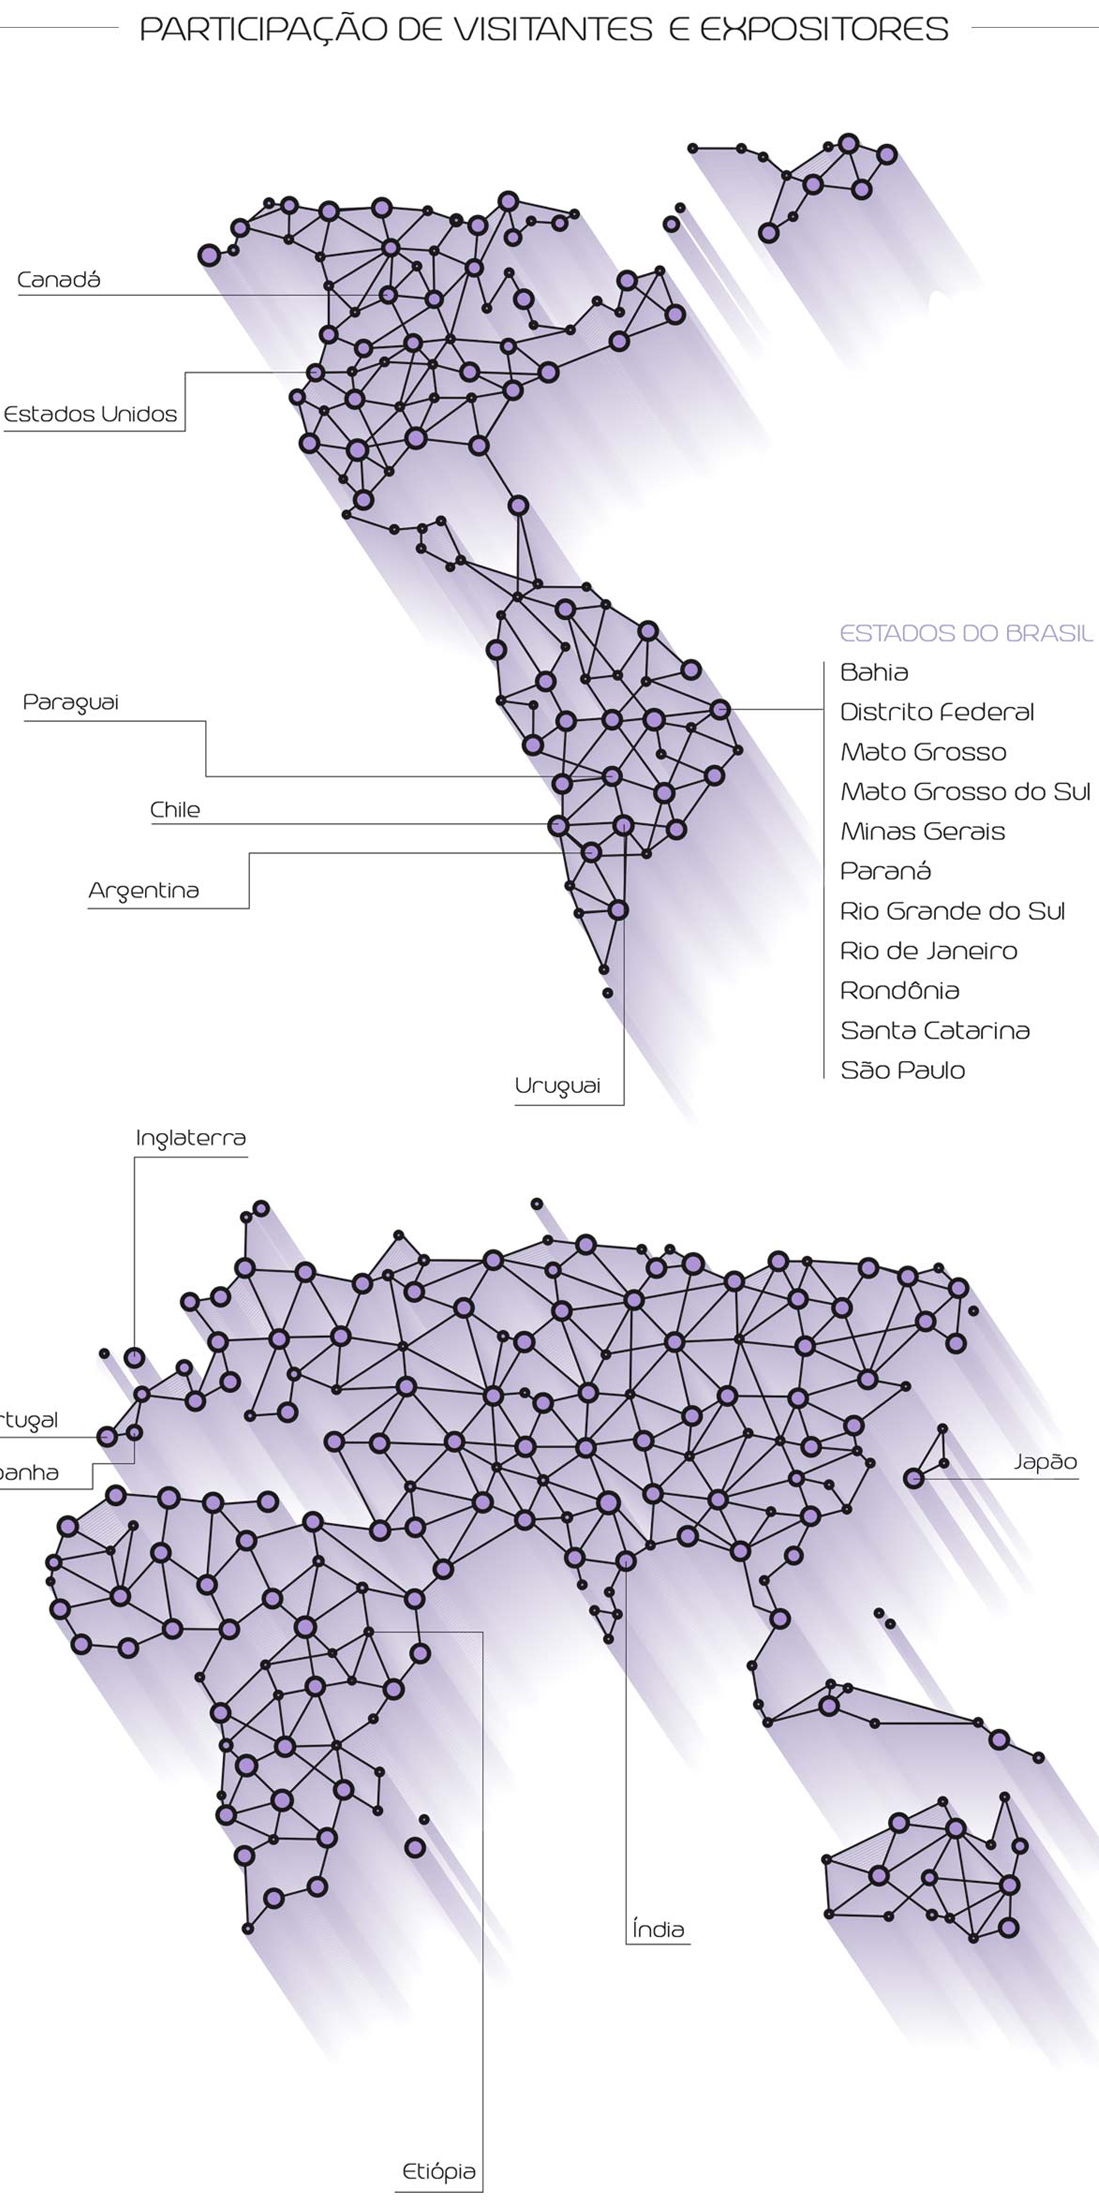 PARTICIPAÇÃO DE VISITANTES E EXPOSITORES
Canadá
Estados Unidos
ESTADOS DO BRASIL
Bahia
Distrito Federal
Mato Grosso
Mato Grosso do Sul
Minas Gerais
Paraná
Rio Grande do Sul
Rio de Janeiro
Rondônia
Santa Catarina
São Paulo
Paraguai
Chile
Argentina
Uruguai
Inglaterra
rtugal
panha
Japão
Índia
Etiópia